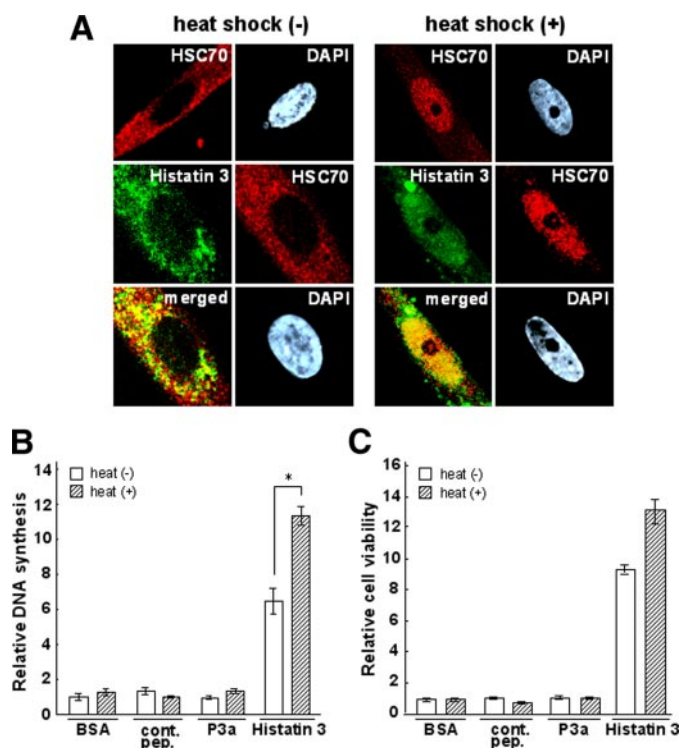 A
heat shock (-)
heat shock (+)
HSC70
DAPI
HSC70
DAPI
Histatin 3
HSC70
Histatin 3
HSC70
merged
DAPI
merged
DAPI
B
14
12
10
8
6
4
2
0
Relative DNA synthesis
heat (-)
heat (+)
*
BSA
cont.
pep.
P3a
Histatin 3
C
16
14
12
10
8
6
4
2
0
Relative cell viability
heat (-)
heat (+)
BSA
cont.
pep.
P3a
Histatin 3